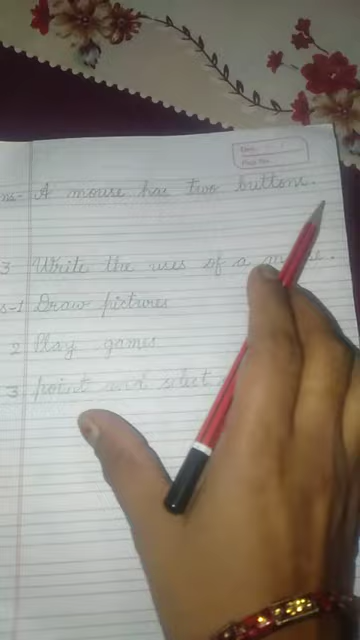 ns- A mouse has two buttons.
3 Write the uses of a
s-1 Draw pictures
2 Play games
3 point and select